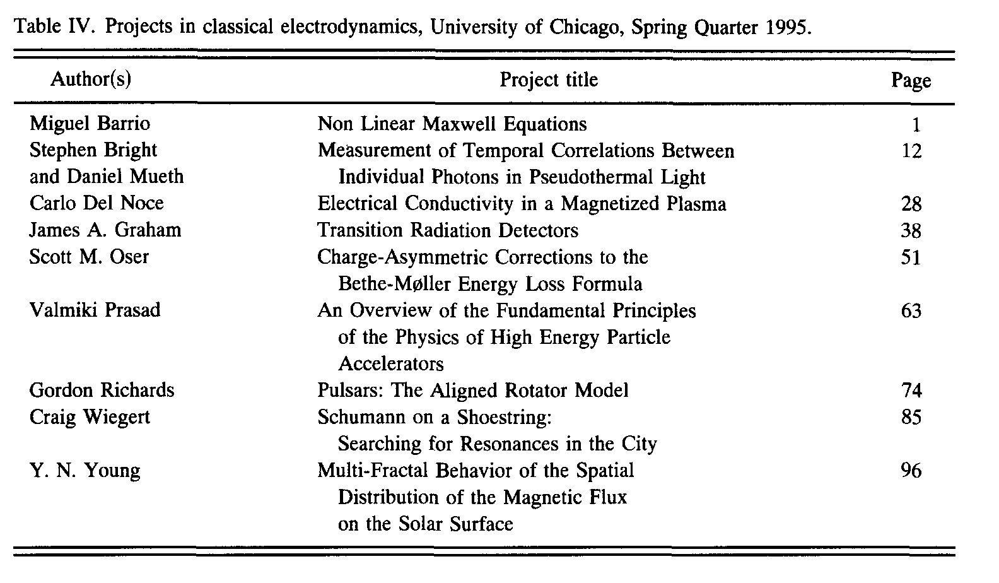 Table IV. Projects in classical electrodynamics, University of Chicago, Spring Quarter 1995.
Author(s) Project title Page
Miguel Barrio Non Linear Maxwell Equations 1
Stephen Bright Measurement of Temporal Correlations Between 12
and Daniel Mueth Individual Photons in Pseudothermal Light
Carlo Del Noce Electrical Conductivity in a Magnetized Plasma 28
James A. Graham Transition Radiation Detectors 38
Scott M. Oser Charge-Asymmetric Corrections to the 51
Bethe-Møller Energy Loss Formula
Valmiki Prasad An Overview of the Fundamental Principles 63
of the Physics of High Energy Particle
Accelerators
Gordon Richards Pulsars: The Aligned Rotator Model 74
Craig Wiegert Schumann on a Shoestring: 85
Searching for Resonances in the City
Y. N. Young Multi-Fractal Behavior of the Spatial 96
Distribution of the Magnetic Flux
on the Solar Surface